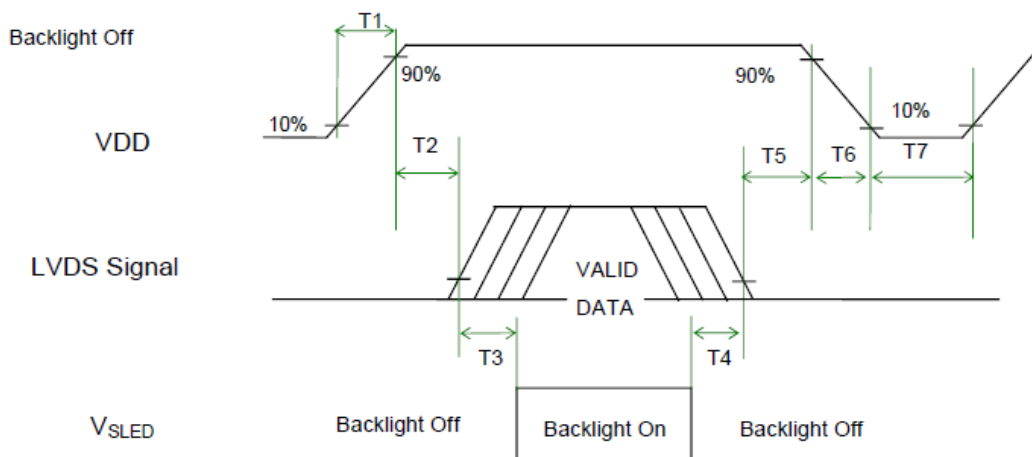 T1
Backlight Off
90%
90%
10%
10%
VDD
T2
T5
T6
T7
LVDS Signal
VALID
DATA
T3
T4
VSLED
Backlight Off
Backlight On
Backlight Off